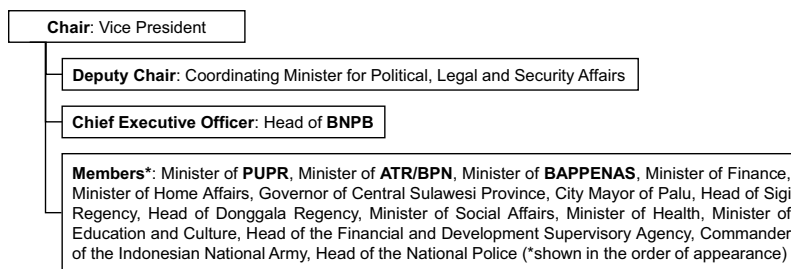 Chair: Vice President
Deputy Chair: Coordinating Minister for Political, Legal and Security Affairs
Chief Executive Officer: Head of BNPB
Members*: Minister of PUPR, Minister of ATR/BPN, Minister of BAPPENAS, Minister of Finance,
Minister of Home Affairs, Governor of Central Sulawesi Province, City Mayor of Palu, Head of Sigi
Regency, Head of Donggala Regency, Minister of Social Affairs, Minister of Health, Minister of
Education and Culture, Head of the Financial and Development Supervisory Agency, Commander
of the Indonesian National Army, Head of the National Police (*shown in the order of appearance)